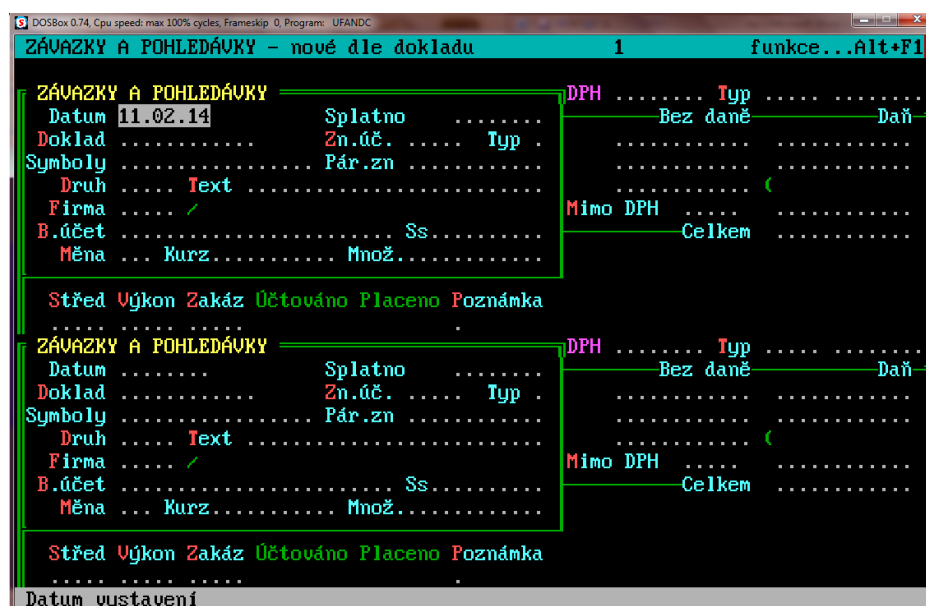 DOSBox 0.74, Cpu speed: max 100% cycles, Frameskip 0, Program: UFANDC
ZÁVAZKY A POHLEDÁVKY - nové dle dokladu 1 funkce...Alt+F1
ZÁVAZKY A POHLEDÁVKY DPH ........ Typ ..... ........
Datum 11.02.14 Splatno ........ Bez daně Daň
Doklad ............ Zn.úč. ..... Typ . ............ ............
Symboly ................. Pár.zn ............ ............ ............
Druh ..... Text ........................... ............ (
Firma ..... / Mimo DPH ..... ............
B.účet ......................... Ss.......... Celkem ............
Měna ... Kurz........... Množ.............
Střed Výkon Zakáz Účtováno Placeno Poznámka
..... ..... ..... .
ZÁVAZKY A POHLEDÁVKY DPH ........ Typ ..... ........
Datum ........ Splatno ........ Bez daně Daň
Doklad ............ Zn.úč. ..... Typ . ............ ............
Symboly ................. Pár.zn ............ ............ ............
Druh ..... Text ........................... ............ (
Firma ..... / Mimo DPH ..... ............
B.účet ......................... Ss.......... Celkem ............
Měna ... Kurz........... Množ.............
Střed Výkon Zakáz Účtováno Placeno Poznámka
..... ..... ..... .
Datum vystavení